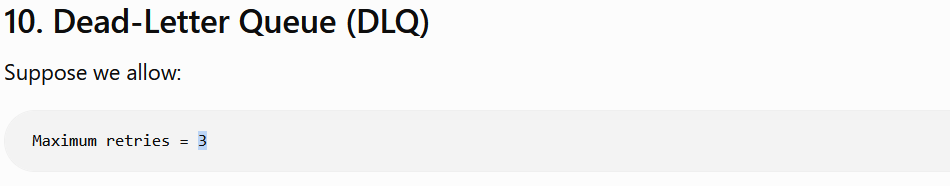 10. Dead-Letter Queue (DLQ)
Suppose we allow:
Maximum retries = 3